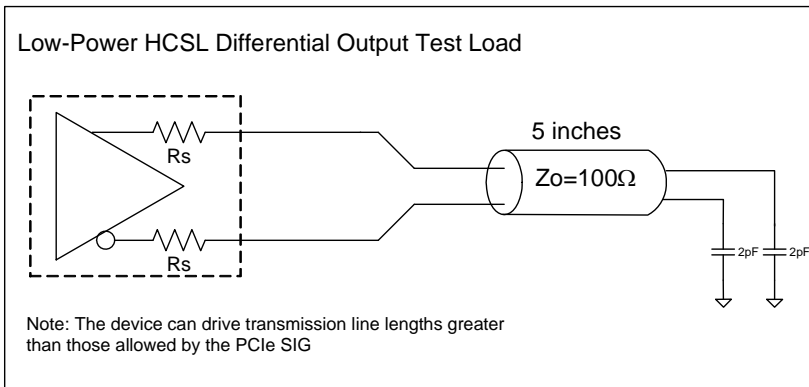 Low-Power HCSL Differential Output Test Load
Rs
Rs
5 inches
Zo=100Ω
2pF
2pF
Note: The device can drive transmission line lengths greater
than those allowed by the PCIe SIG